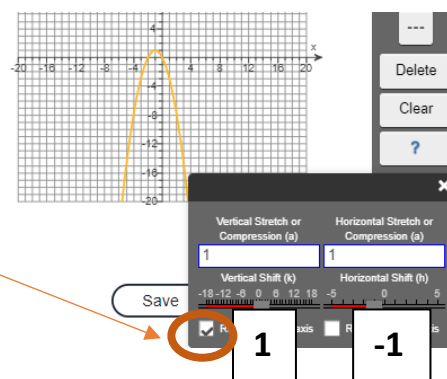 4
x
-20 -16 -12 -8 -4 4 8 12 16 20
-4
-8
-12
-16
-20
---
Delete
Clear
?
x
Vertical Stretch or Compression (a)
Horizontal Stretch or Compression (a)
1
1
Vertical Shift (k)
Horizontal Shift (h)
-18 -12 -6 0 6 12 18
-5 0 5
Save
axis
1
-1